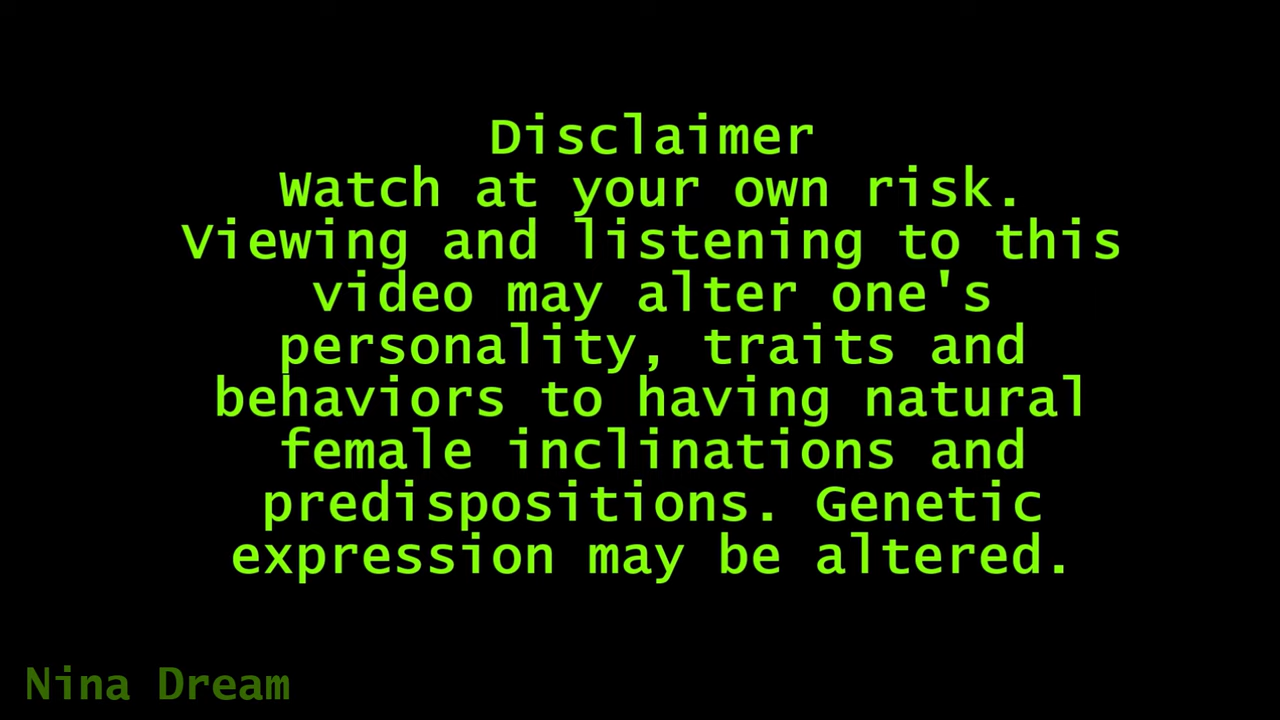 Disclaimer
Watch at your own risk.
Viewing and listening to this
video may alter one's
personality, traits and
behaviors to having natural
female inclinations and
predispositions. Genetic
expression may be altered.
Nina Dream